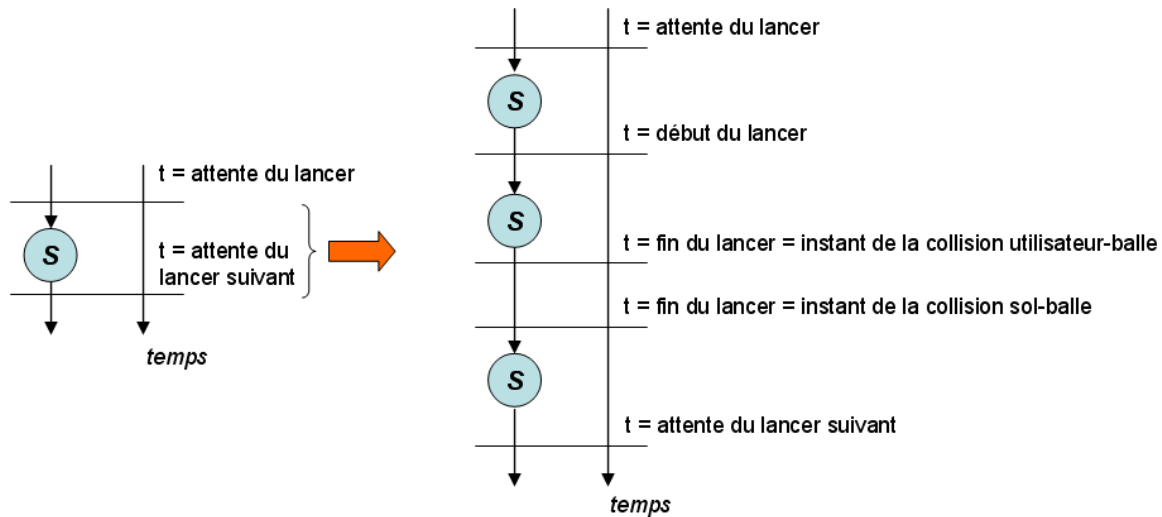 t = attente du lancer
S
t = attente du
lancer suivant
temps
t = attente du lancer
S
t = début du lancer
S
t = fin du lancer = instant de la collision utilisateur-balle
t = fin du lancer = instant de la collision sol-balle
S
t = attente du lancer suivant
temps